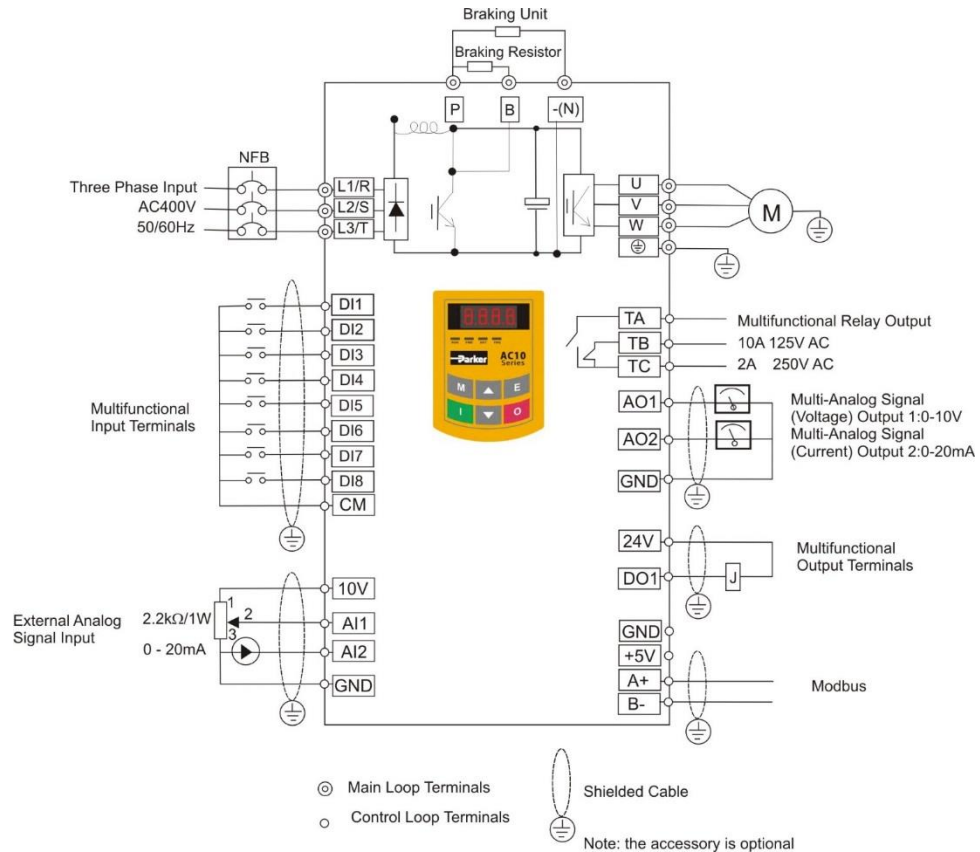 Braking Unit
Braking Resistor
P
B
-(N)
NFB
Three Phase Input
AC400V
50/60Hz
L1/R
L2/S
L3/T
U
V
W
M
DI1
DI2
DI3
DI4
DI5
DI6
DI7
DI8
CM
Multifunctional
Input Terminals
8.8.8.8.
Parker
AC10
Series
M
E
I
O
TA
TB
TC
Multifunctional Relay Output
10A 125V AC
2A 250V AC
AO1
AO2
GND
Multi-Analog Signal
(Voltage) Output 1:0-10V
Multi-Analog Signal
(Current) Output 2:0-20mA
24V
DO1
J
Multifunctional
Output Terminals
10V
AI1
AI2
GND
External Analog
Signal Input
2.2kΩ/1W
0 - 20mA
1
2
3
GND
+5V
A+
B-
Modbus
Main Loop Terminals
Control Loop Terminals
Shielded Cable
Note: the accessory is optional